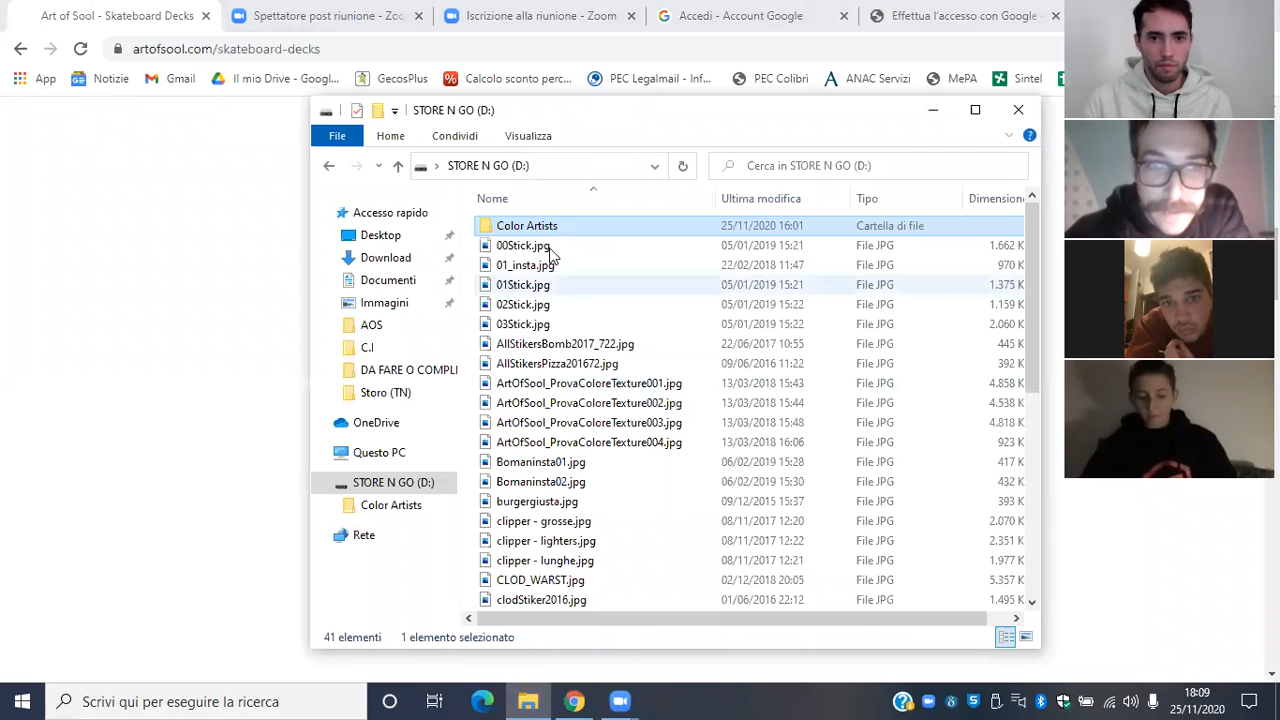 Art of Sool - Skateboard Decks
Spettatore post riunione - Zoo
Iscrizione alla riunione - Zoom
Accedi - Account Google
Effettua l'accesso con Google
artofsool.com/skateboard-decks
App
Notizie
Gmail
Il mio Drive - Googl...
GecosPlus
Calcolo Sconto perc...
PEC Legalmail - Inf...
PEC Colibri
ANAC Servizi
MePA
Sintel
STORE N GO (D:)
File
Home
Condividi
Visualizza
STORE N GO (D:)
Cerca in STORE N GO (D:)
Nome
Ultima modifica
Tipo
Dimension
Accesso rapido
Desktop
Download
Documenti
Immagini
AOS
C.I
DA FARE O COMPLI
Storo (TN)
OneDrive
Questo PC
STORE N GO (D:)
Color Artists
Rete
Color Artists 25/11/2020 16:01 Cartella di file
00Stick.jpg 05/01/2019 15:21 File JPG 1.662 K
01_insta.jpg 22/02/2018 11:47 File JPG 970 K
01Stick.jpg 05/01/2019 15:21 File JPG 1.375 K
02Stick.jpg 05/01/2019 15:22 File JPG 1.159 K
03Stick.jpg 05/01/2019 15:22 File JPG 2.060 K
AllStikersBomb2017_722.jpg 22/06/2017 10:55 File JPG 445 K
AllStikersPizza201672.jpg 09/06/2016 11:22 File JPG 392 K
ArtOfSool_ProvaColoreTexture001.jpg 13/03/2018 15:43 File JPG 4.858 K
ArtOfSool_ProvaColoreTexture002.jpg 13/03/2018 15:44 File JPG 4.538 K
ArtOfSool_ProvaColoreTexture003.jpg 13/03/2018 15:48 File JPG 4.818 K
ArtOfSool_ProvaColoreTexture004.jpg 13/03/2018 16:06 File JPG 923 K
Bomaninsta01.jpg 06/02/2019 15:28 File JPG 417 K
Bomaninsta02.jpg 06/02/2019 15:30 File JPG 432 K
burgergiusta.jpg 09/12/2015 15:37 File JPG 393 K
clipper - grosse.jpg 08/11/2017 12:20 File JPG 2.070 K
clipper - lighters.jpg 08/11/2017 12:22 File JPG 2.351 K
clipper - lunghe.jpg 08/11/2017 12:21 File JPG 1.977 K
CLOD_WARST.jpg 02/12/2018 20:05 File JPG 5.357 K
clodStiker2016.jpg 01/06/2016 22:12 File JPG 1.495 K
41 elementi 1 elemento selezionato
Scrivi qui per eseguire la ricerca
18:09
25/11/2020